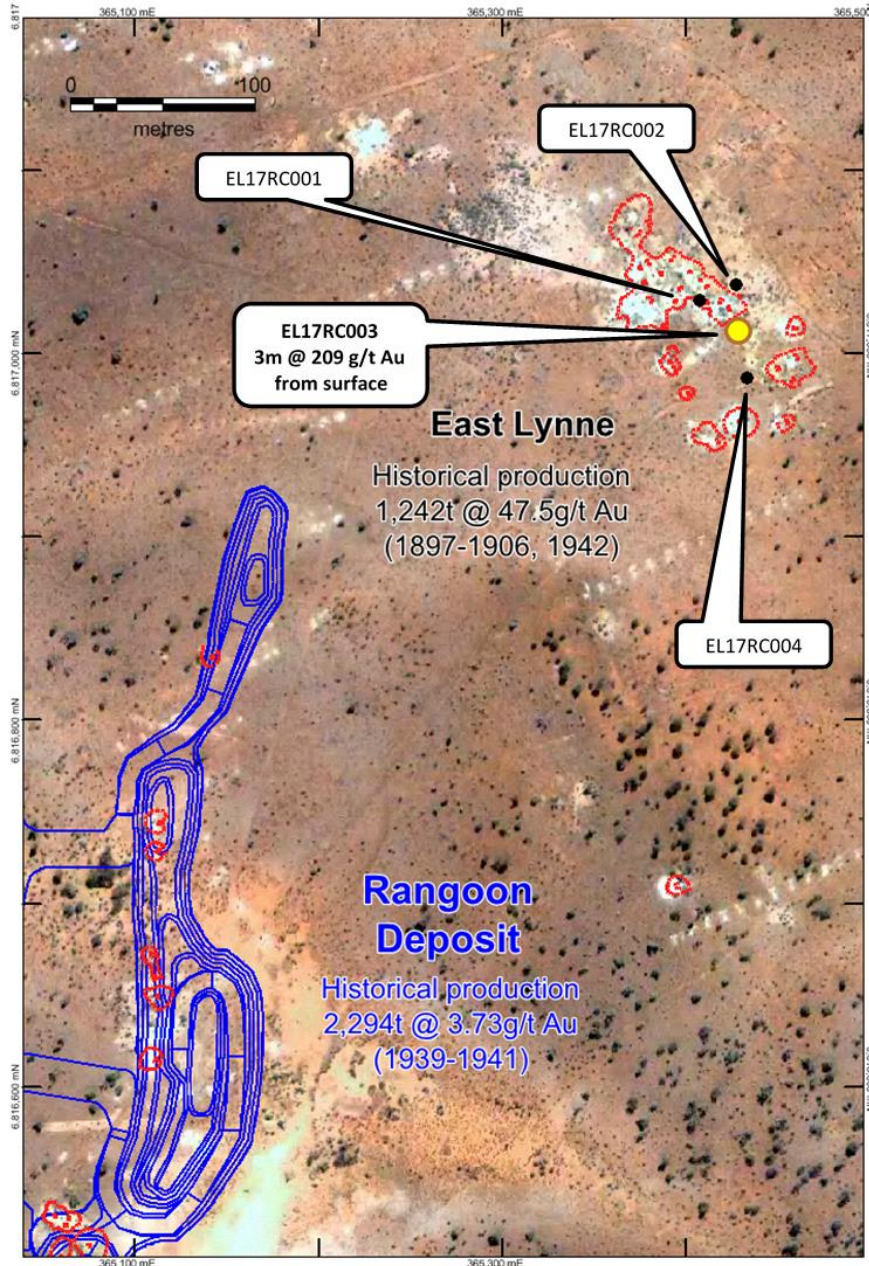 365,100 mE
365,300 mE
365,500
6,817
0
100
metres
EL17RC002
EL17RC001
EL17RC003
3m @ 209 g/t Au
from surface
6,817,000 mN
East Lynne
Historical production
1,242t @ 47.5g/t Au
(1897-1906, 1942)
EL17RC004
6,816,800 mN
Rangoon
Deposit
Historical production
2,294t @ 3.73g/t Au
(1939-1941)
6,816,600 mN
365,100 mE
365,300 mE